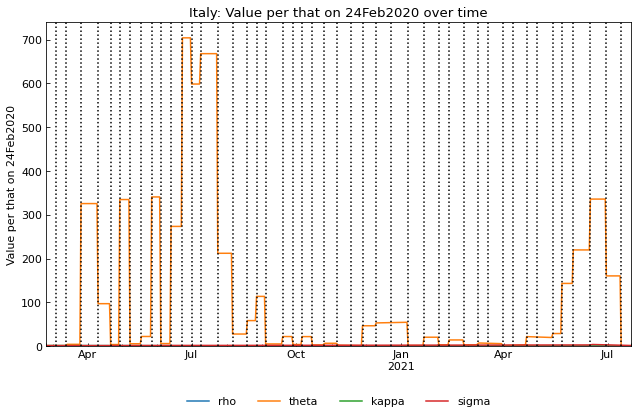 Italy: Value per that on 24Feb2020 over time
Value per that on 24Feb2020
700
600
500
400
300
200
100
0
Apr Jul Oct Jan Apr Jul
2021
rho theta kappa sigma